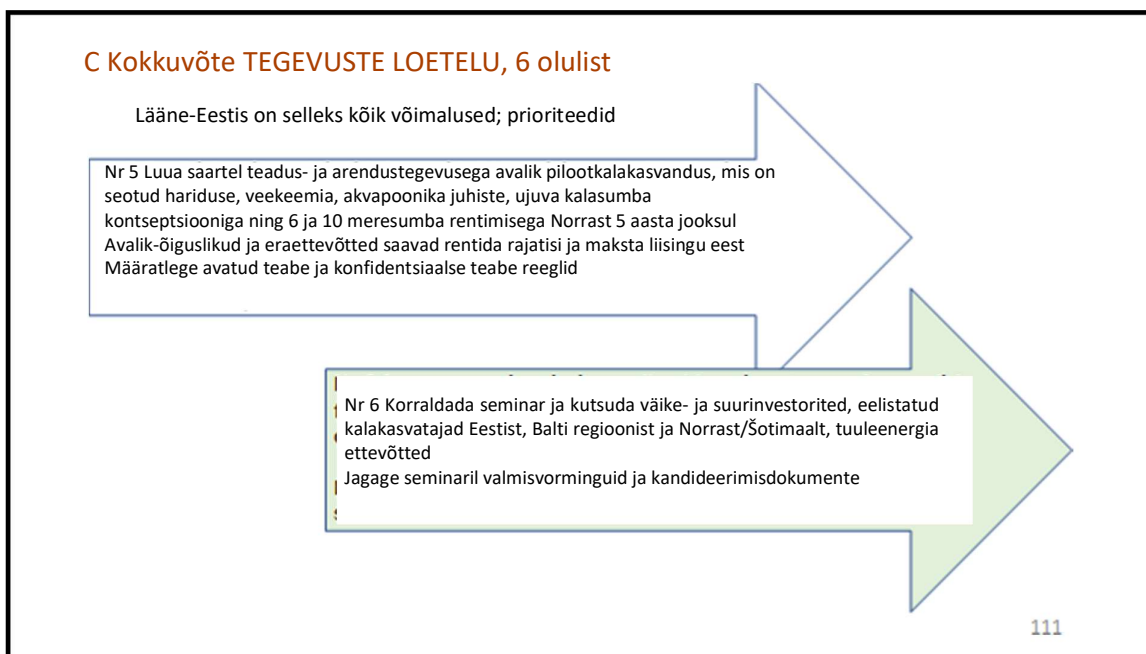 C Kokkuvõte TEGEVUSTE LOETELU, 6 olulist
Lääne-Eestis on selleks kõik võimalused; prioriteedid
Nr 5 Luua saartel teadus- ja arendustegevusega avalik pilootkalakasvandus, mis on
seotud hariduse, veekeemia, akvapoonika juhiste, ujuva kalasumba
kontseptsiooniga ning 6 ja 10 meresumba rentimisega Norrast 5 aasta jooksul
Avalik-õiguslikud ja eraettevõtted saavad rentida rajatisi ja maksta liisingu eest
Määratlege avatud teabe ja konfidentsiaalse teabe reeglid
Nr 6 Korraldada seminar ja kutsuda väike- ja suurinvestorited, eelistatud
kalakasvatajad Eestist, Balti regioonist ja Norrast/Šotimaalt, tuuleenergia
ettevõtted
Jagage seminaril valmisvorminguid ja kandideerimisdokumente
111